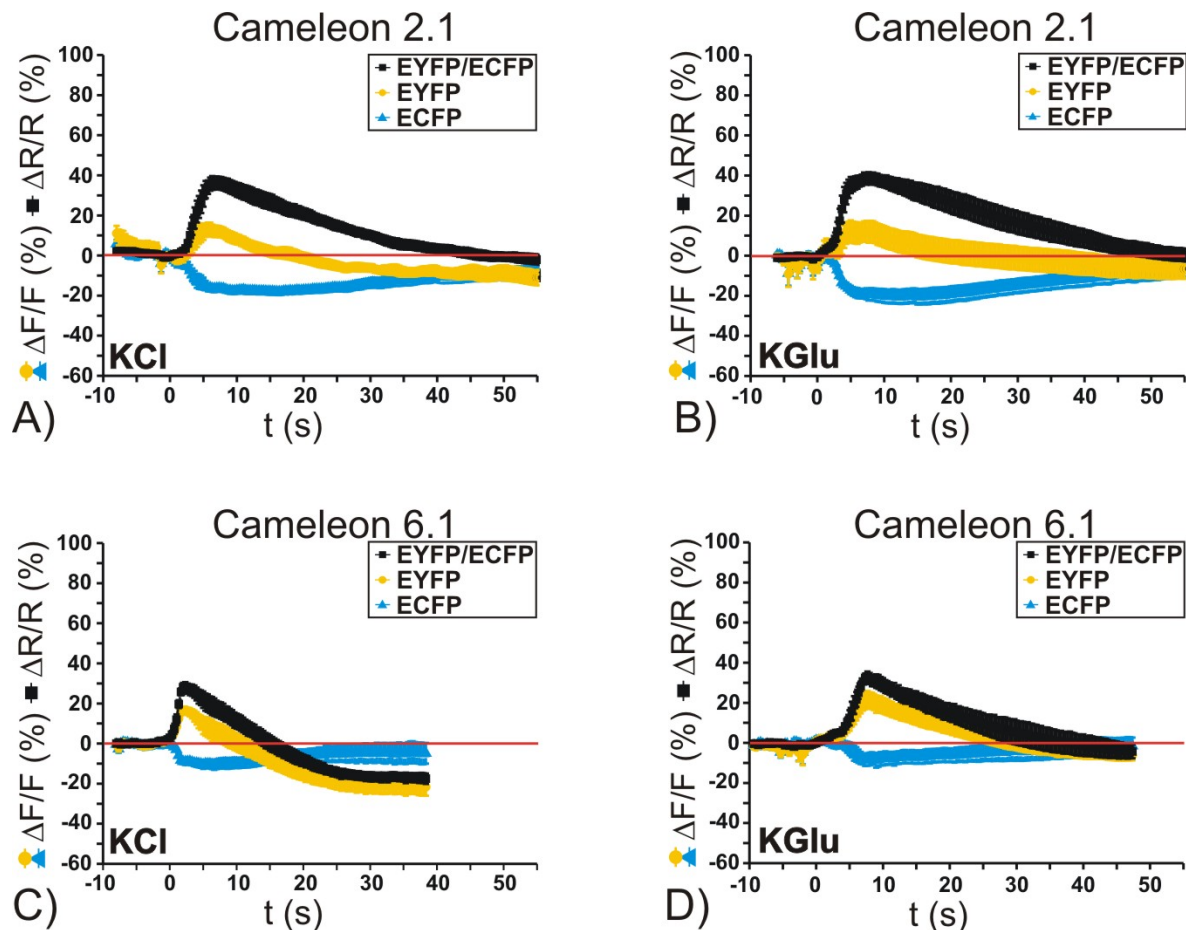 A)
Cameleon 2.1
ΔF/F (%) ΔR/R (%)
100
80
60
40
20
0
-20
-40
-60
EYFP/ECFP
EYFP
ECFP
KCl
-10 0 10 20 30 40 50
t (s)
B)
Cameleon 2.1
ΔF/F (%) ΔR/R (%)
100
80
60
40
20
0
-20
-40
-60
EYFP/ECFP
EYFP
ECFP
KGlu
-10 0 10 20 30 40 50
t (s)
C)
Cameleon 6.1
ΔF/F (%) ΔR/R (%)
100
80
60
40
20
0
-20
-40
-60
EYFP/ECFP
EYFP
ECFP
KCl
-10 0 10 20 30 40 50
t (s)
D)
Cameleon 6.1
ΔF/F (%) ΔR/R (%)
100
80
60
40
20
0
-20
-40
-60
EYFP/ECFP
EYFP
ECFP
KGlu
-10 0 10 20 30 40 50
t (s)